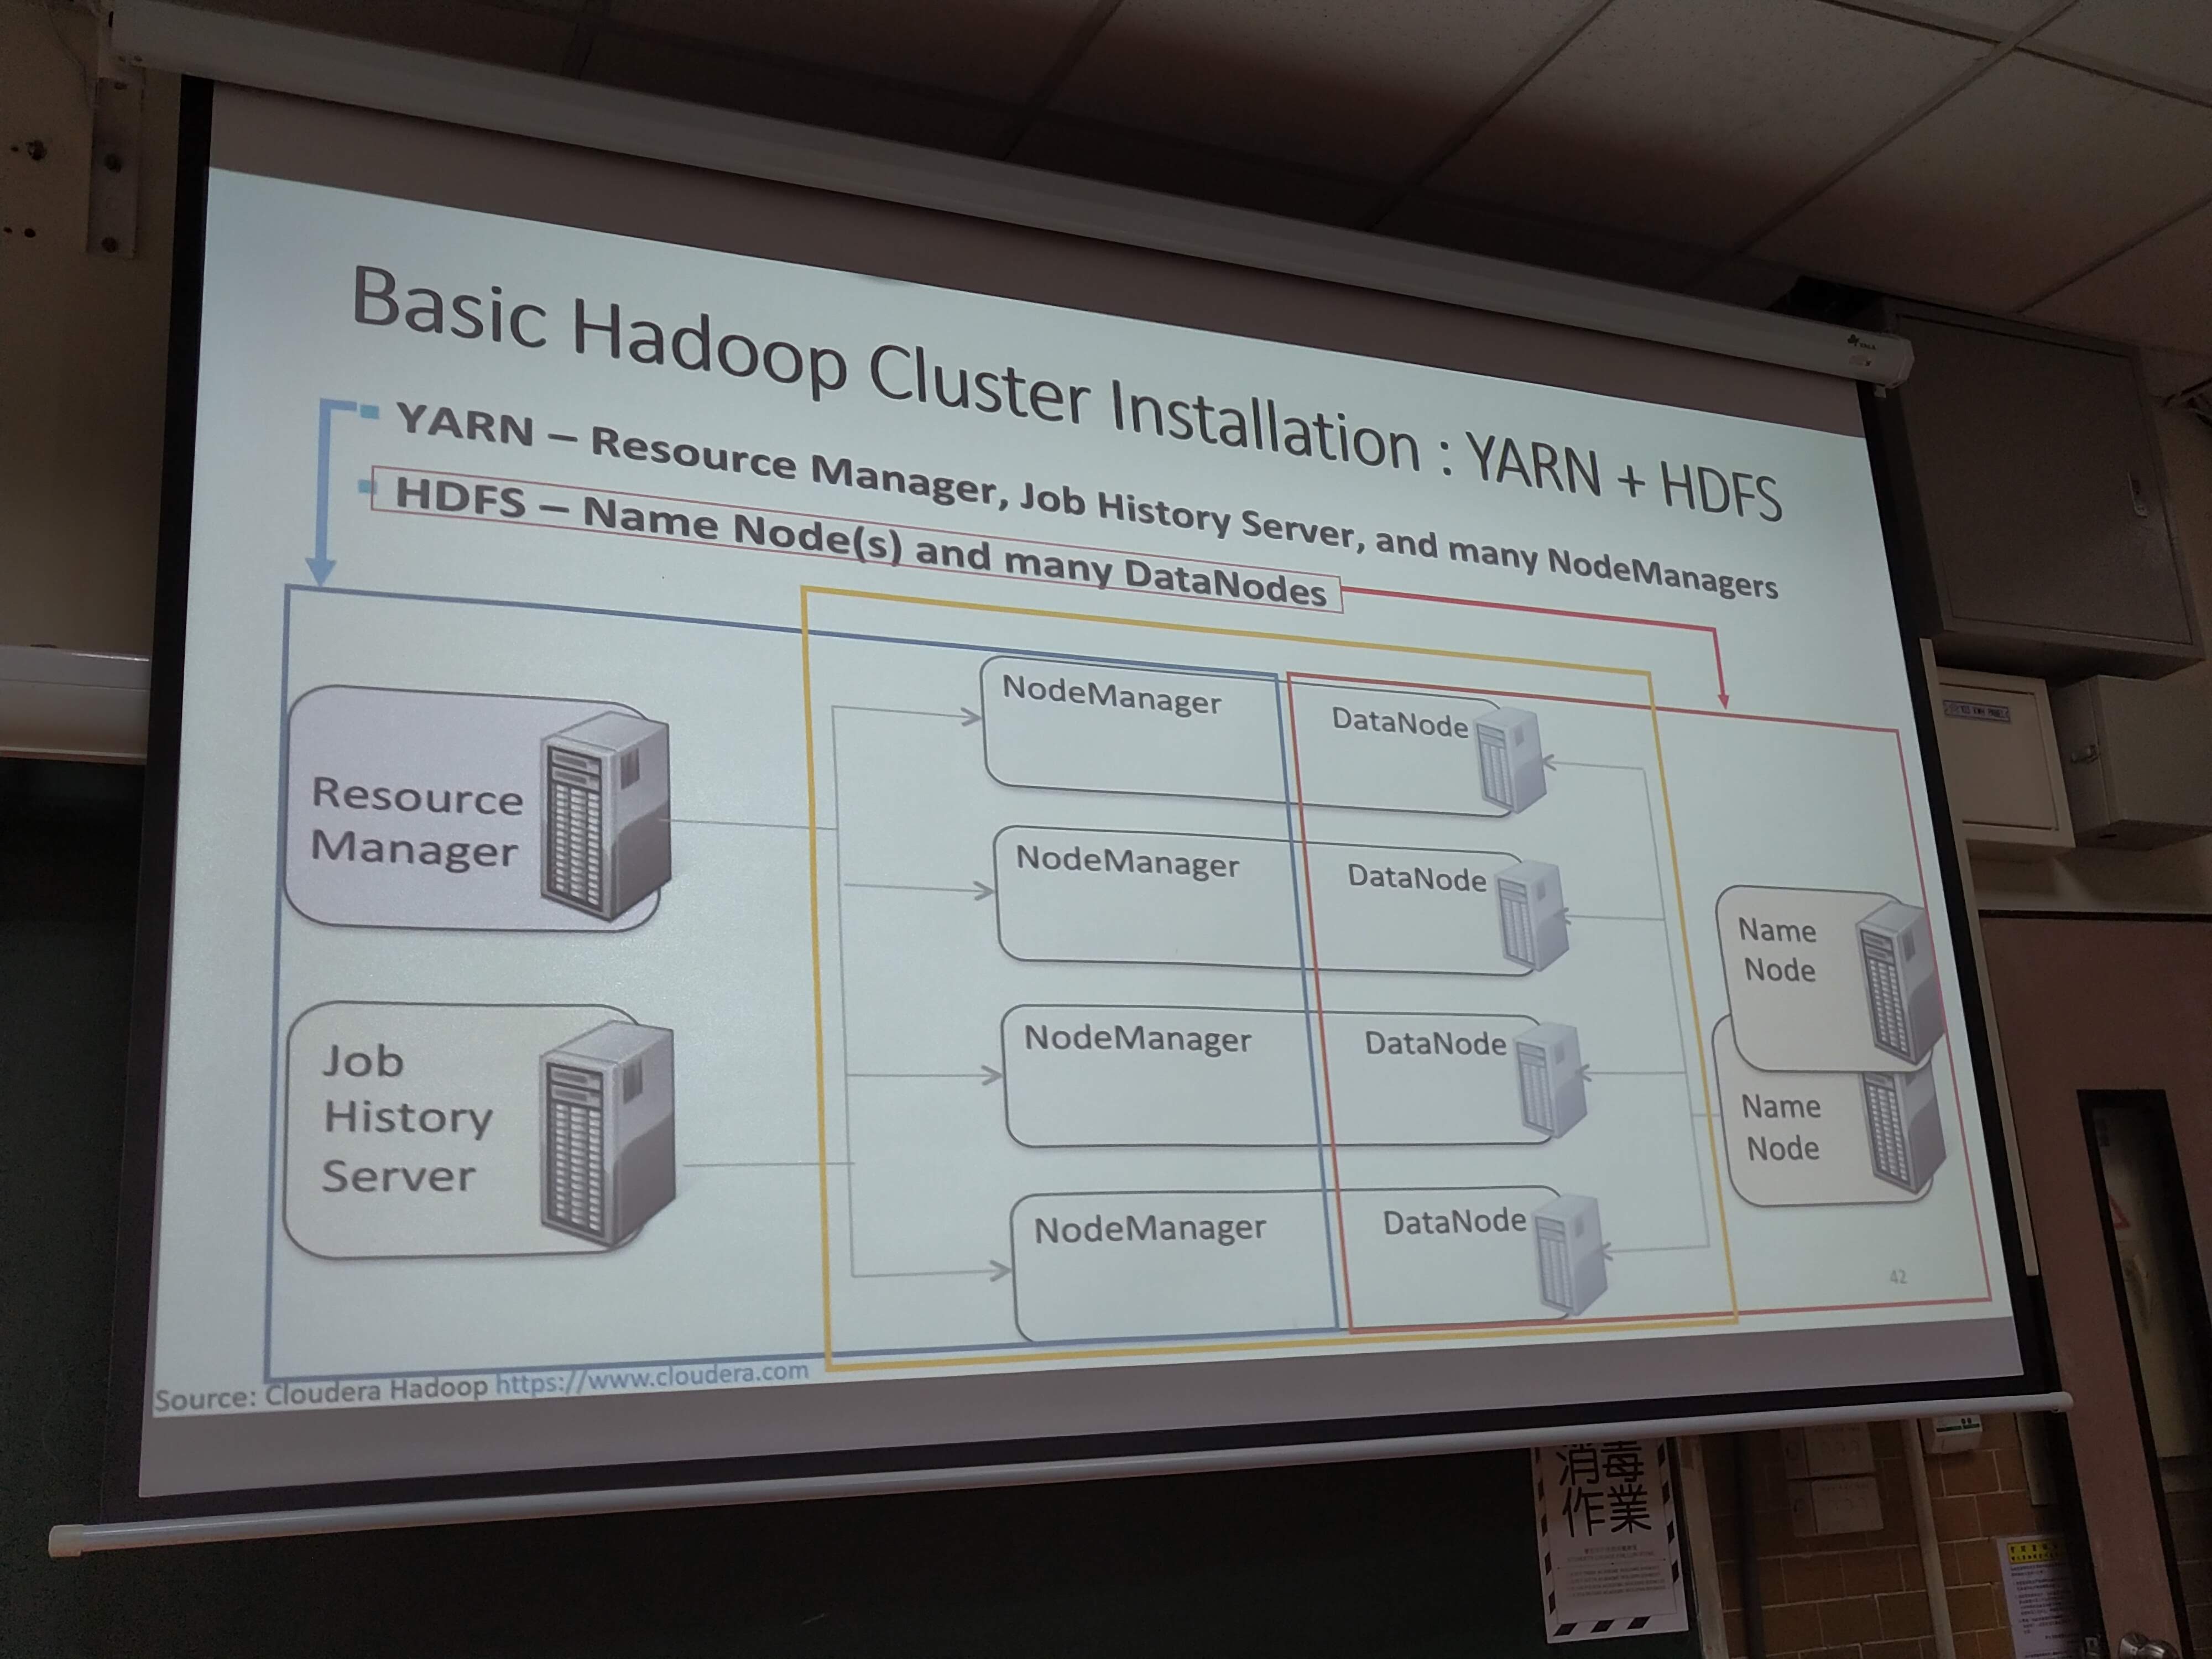 Basic Hadoop Cluster Installation : YARN + HDFS
YARN – Resource Manager, Job History Server, and many NodeManagers
HDFS – Name Node(s) and many DataNodes
Resource
Manager
Job
History
Server
NodeManager
DataNode
NodeManager
DataNode
NodeManager
DataNode
NodeManager
DataNode
Name
Node
Name
Node
42
Source: Cloudera Hadoop https://www.cloudera.com
消毒
作業